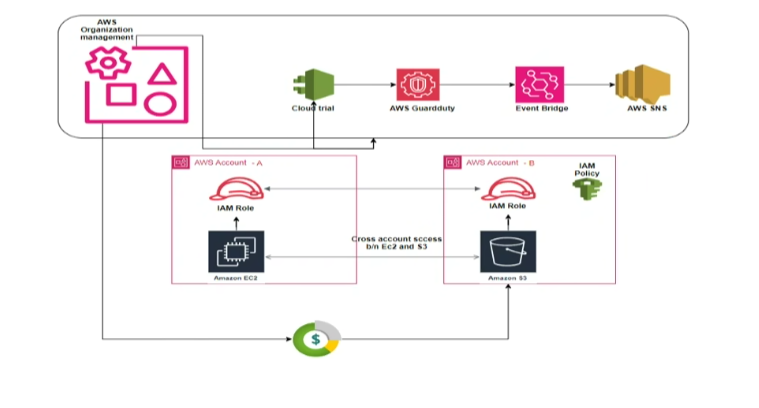 AWS
Organization
management
Cloud trial
AWS Guardduty
Event Bridge
AWS SNS
AWS Account - A
AWS Account - B
IAM
Policy
IAM Role
IAM Role
Cross account sccess
b/n Ec2 and S3
Amazon EC2
Amazon S3
$